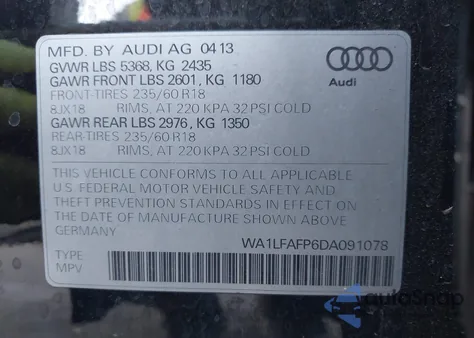 MFD. BY AUDI AG 04 13
GVWR LBS 5368, KG 2435
GAWR FRONT LBS 2601, KG 1180
FRONT-TIRES 235/60 R18
8JX18 RIMS, AT 220 KPA 32 PSI COLD
GAWR REAR LBS 2976, KG 1350
REAR-TIRES 235/60 R18
8JX18 RIMS, AT 220 KPA 32 PSI COLD
Audi
THIS VEHICLE CONFORMS TO ALL APPLICABLE
U.S. FEDERAL MOTOR VEHICLE SAFETY AND
THEFT PREVENTION STANDARDS IN EFFECT ON THE
DATE OF MANUFACTURE SHOWN ABOVE
GERMANY
WA1LFAFP6DA091078
TYPE
MPV
autoSnap